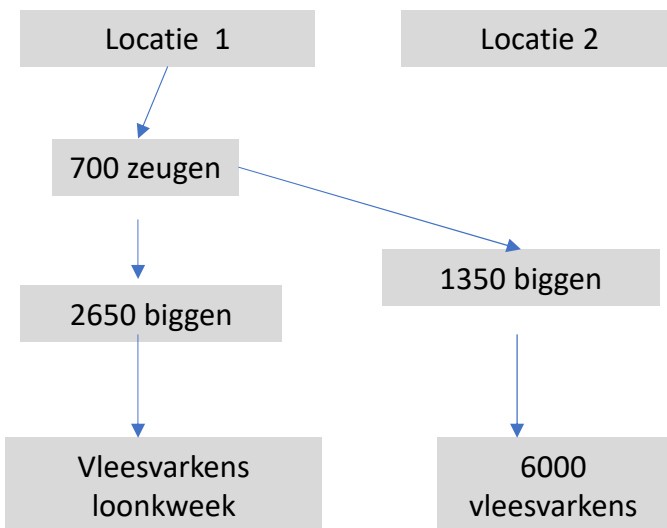 Locatie 1
Locatie 2
700 zeugen
1350 biggen
2650 biggen
Vleesvarkens
loonkweek
6000
vleesvarkens